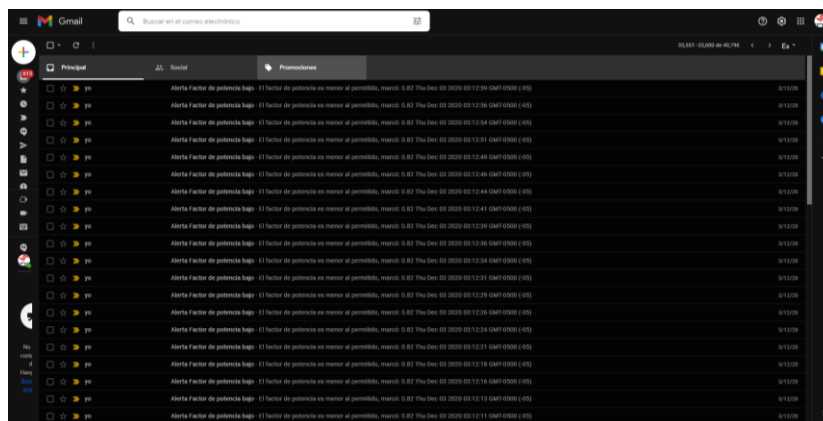 Gmail
Buscar en el correo electrónico
33,551–33,600 de 40,796
Es
613
Principal
Social
Promociones
yo Alerta Factor de potencia bajo - El factor de potencia es menor al permitido, marcó: 0.82 Thu Dec 03 2020 03:12:59 GMT-0500 (-05) 3/12/20
yo Alerta Factor de potencia bajo - El factor de potencia es menor al permitido, marcó: 0.82 Thu Dec 03 2020 03:12:56 GMT-0500 (-05) 3/12/20
yo Alerta Factor de potencia bajo - El factor de potencia es menor al permitido, marcó: 0.82 Thu Dec 03 2020 03:12:54 GMT-0500 (-05) 3/12/20
yo Alerta Factor de potencia bajo - El factor de potencia es menor al permitido, marcó: 0.82 Thu Dec 03 2020 03:12:51 GMT-0500 (-05) 3/12/20
yo Alerta Factor de potencia bajo - El factor de potencia es menor al permitido, marcó: 0.82 Thu Dec 03 2020 03:12:49 GMT-0500 (-05) 3/12/20
yo Alerta Factor de potencia bajo - El factor de potencia es menor al permitido, marcó: 0.82 Thu Dec 03 2020 03:12:46 GMT-0500 (-05) 3/12/20
yo Alerta Factor de potencia bajo - El factor de potencia es menor al permitido, marcó: 0.82 Thu Dec 03 2020 03:12:44 GMT-0500 (-05) 3/12/20
yo Alerta Factor de potencia bajo - El factor de potencia es menor al permitido, marcó: 0.82 Thu Dec 03 2020 03:12:41 GMT-0500 (-05) 3/12/20
yo Alerta Factor de potencia bajo - El factor de potencia es menor al permitido, marcó: 0.82 Thu Dec 03 2020 03:12:39 GMT-0500 (-05) 3/12/20
yo Alerta Factor de potencia bajo - El factor de potencia es menor al permitido, marcó: 0.82 Thu Dec 03 2020 03:12:36 GMT-0500 (-05) 3/12/20
yo Alerta Factor de potencia bajo - El factor de potencia es menor al permitido, marcó: 0.82 Thu Dec 03 2020 03:12:34 GMT-0500 (-05) 3/12/20
yo Alerta Factor de potencia bajo - El factor de potencia es menor al permitido, marcó: 0.82 Thu Dec 03 2020 03:12:31 GMT-0500 (-05) 3/12/20
yo Alerta Factor de potencia bajo - El factor de potencia es menor al permitido, marcó: 0.82 Thu Dec 03 2020 03:12:29 GMT-0500 (-05) 3/12/20
yo Alerta Factor de potencia bajo - El factor de potencia es menor al permitido, marcó: 0.82 Thu Dec 03 2020 03:12:26 GMT-0500 (-05) 3/12/20
yo Alerta Factor de potencia bajo - El factor de potencia es menor al permitido, marcó: 0.82 Thu Dec 03 2020 03:12:24 GMT-0500 (-05) 3/12/20
yo Alerta Factor de potencia bajo - El factor de potencia es menor al permitido, marcó: 0.82 Thu Dec 03 2020 03:12:21 GMT-0500 (-05) 3/12/20
yo Alerta Factor de potencia bajo - El factor de potencia es menor al permitido, marcó: 0.82 Thu Dec 03 2020 03:12:18 GMT-0500 (-05) 3/12/20
yo Alerta Factor de potencia bajo - El factor de potencia es menor al permitido, marcó: 0.82 Thu Dec 03 2020 03:12:16 GMT-0500 (-05) 3/12/20
yo Alerta Factor de potencia bajo - El factor de potencia es menor al permitido, marcó: 0.82 Thu Dec 03 2020 03:12:13 GMT-0500 (-05) 3/12/20
yo Alerta Factor de potencia bajo - El factor de potencia es menor al permitido, marcó: 0.82 Thu Dec 03 2020 03:12:11 GMT-0500 (-05) 3/12/20
No